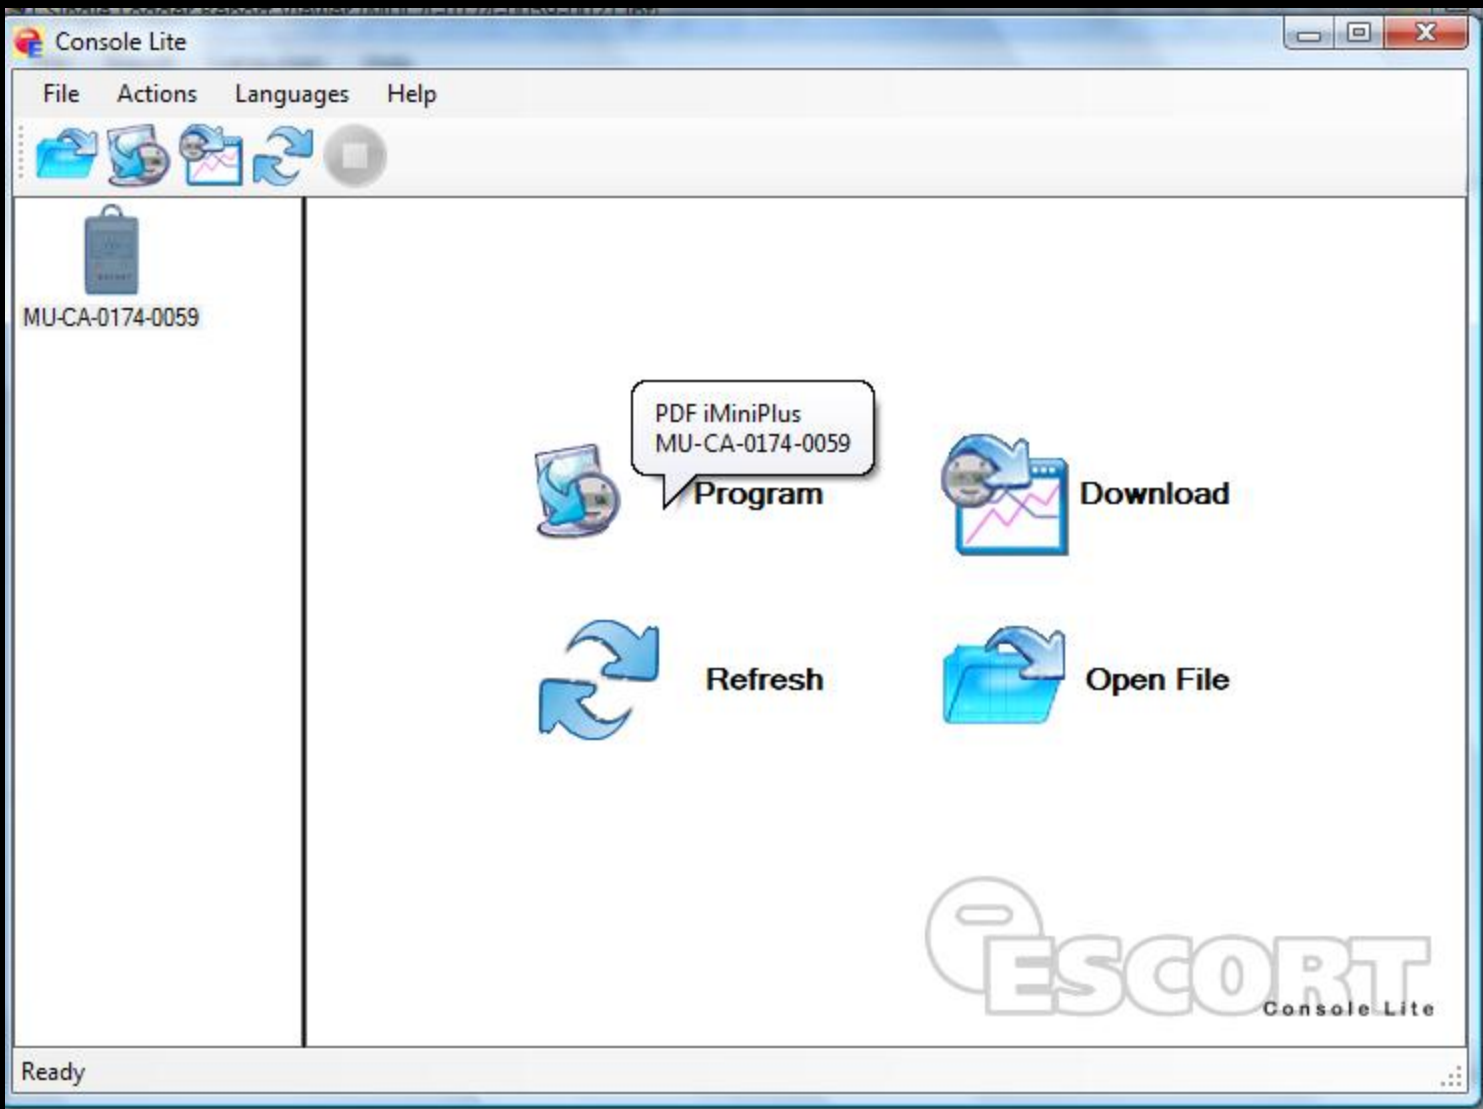 Console Lite
File Actions Languages Help
MU-CA-0174-0059
PDF iMiniPlus
MU-CA-0174-0059
Program
Download
Refresh
Open File
ESCORT
Console Lite
Ready